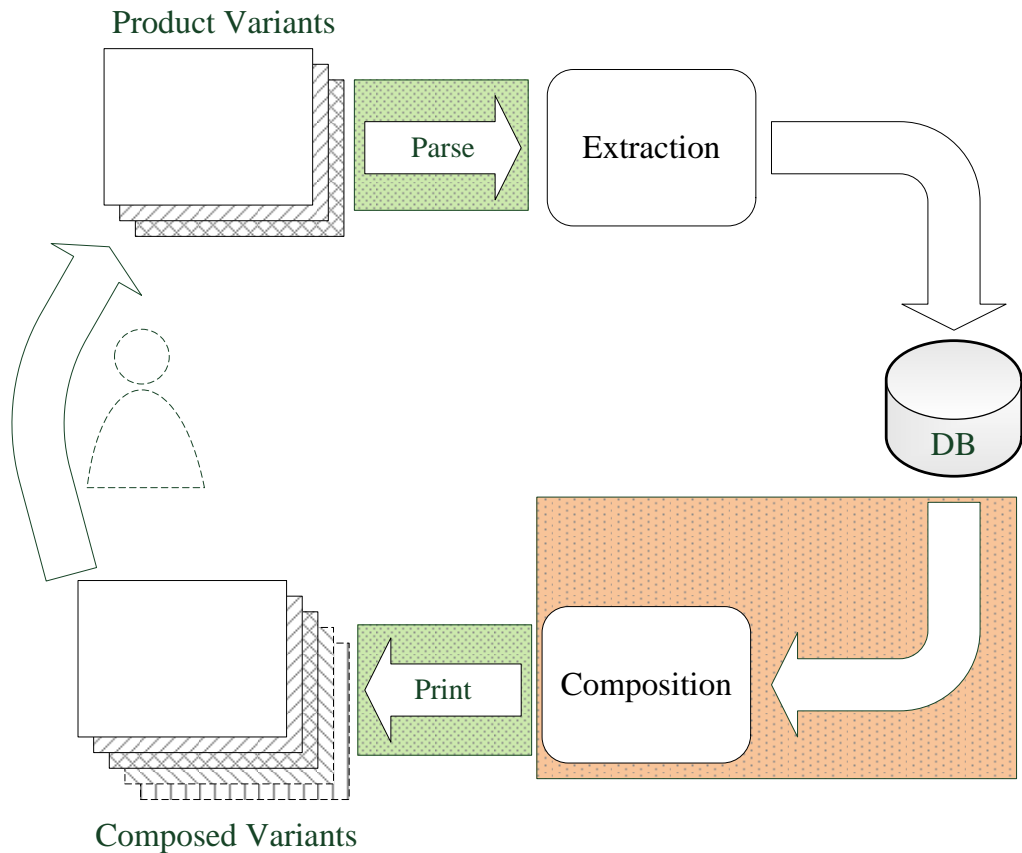 Product Variants
Parse
Extraction
DB
Composition
Print
Composed Variants